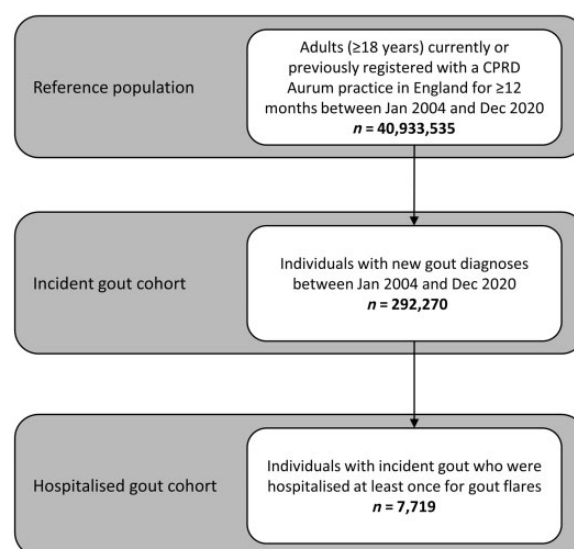 Reference population
Adults (≥18 years) currently or
previously registered with a CPRD
Aurum practice in England for ≥12
months between Jan 2004 and Dec 2020
n = 40,933,535
Incident gout cohort
Individuals with new gout diagnoses
between Jan 2004 and Dec 2020
n = 292,270
Hospitalised gout cohort
Individuals with incident gout who were
hospitalised at least once for gout flares
n = 7,719